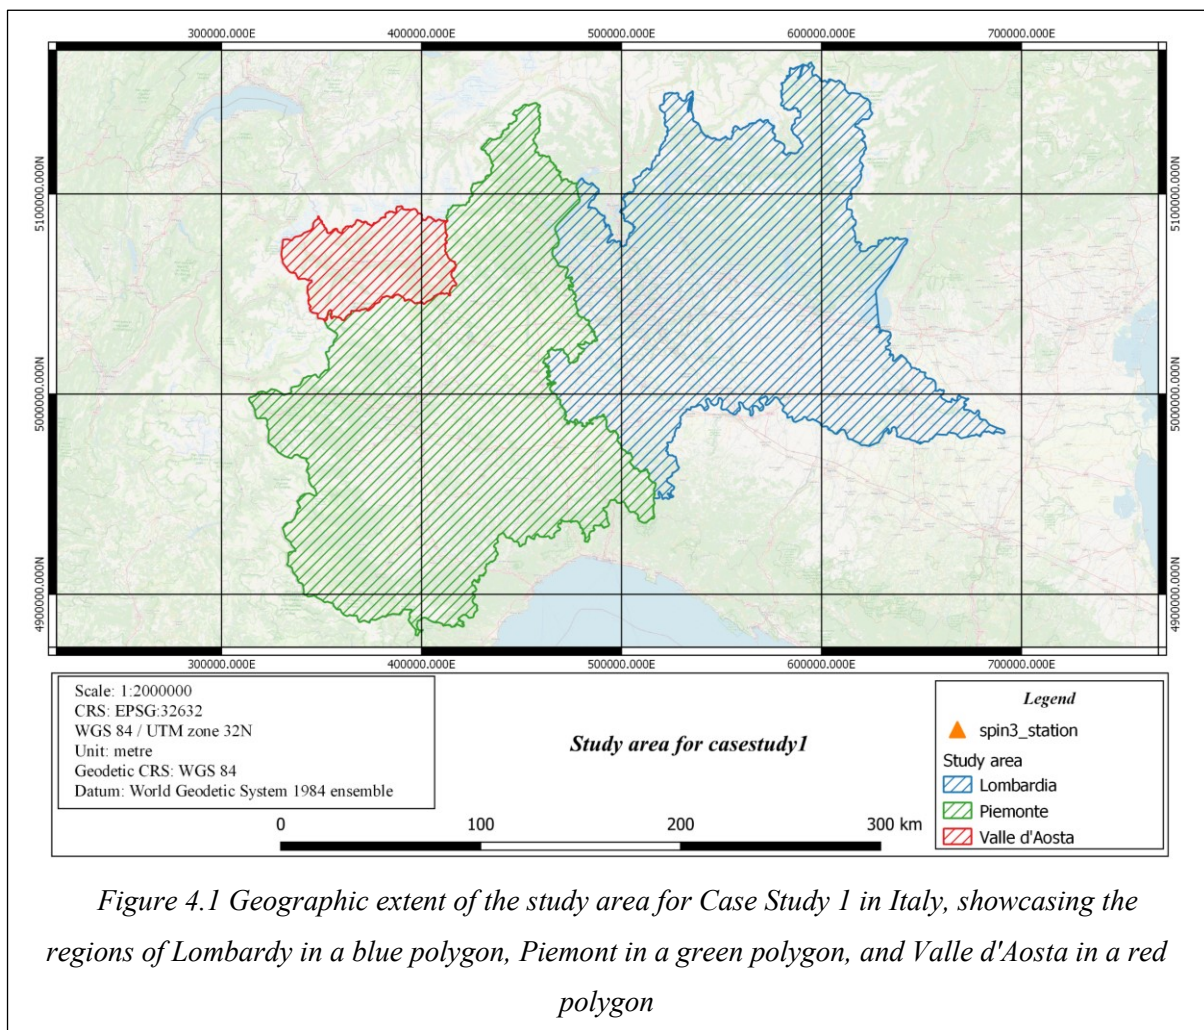 300000.000E 400000.000E 500000.000E 600000.000E 700000.000E
5100000.000N 5100000.000N
5000000.000N 5000000.000N
4900000.000N 4900000.000N
300000.000E 400000.000E 500000.000E 600000.000E 700000.000E
Scale: 1:2000000
CRS: EPSG:32632
WGS 84 / UTM zone 32N
Unit: metre
Geodetic CRS: WGS 84
Datum: World Geodetic System 1984 ensemble
Study area for casestudy1
0 100 200 300 km
Legend
spin3_station
Study area
Lombardia
Piemonte
Valle d'Aosta
Figure 4.1 Geographic extent of the study area for Case Study 1 in Italy, showcasing the
regions of Lombardy in a blue polygon, Piemont in a green polygon, and Valle d'Aosta in a red
polygon